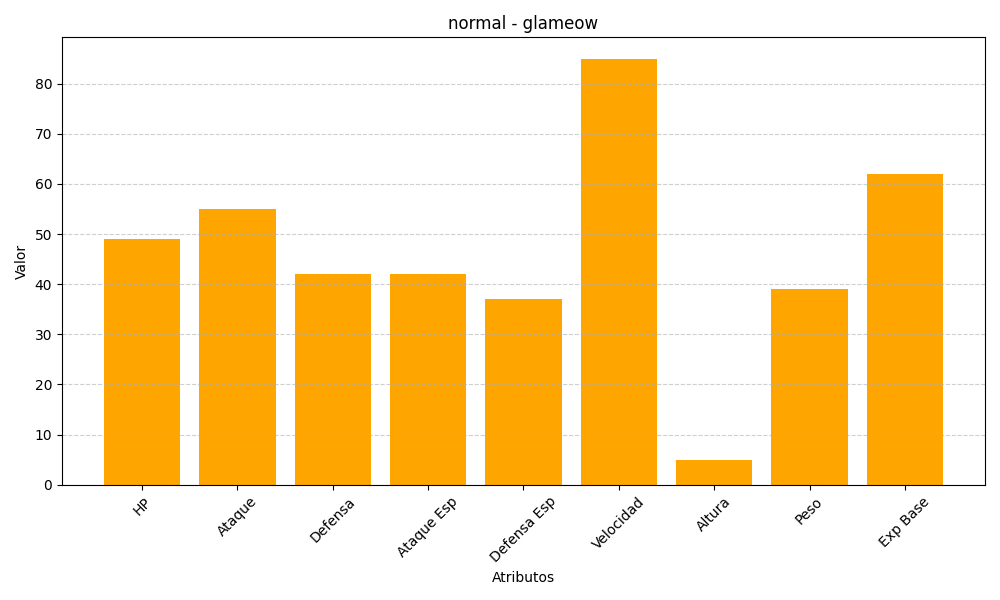 normal - glameow
Valor
80
70
60
50
40
30
20
10
0
HP
Ataque
Defensa
Ataque Esp
Defensa Esp
Velocidad
Altura
Peso
Exp Base
Atributos